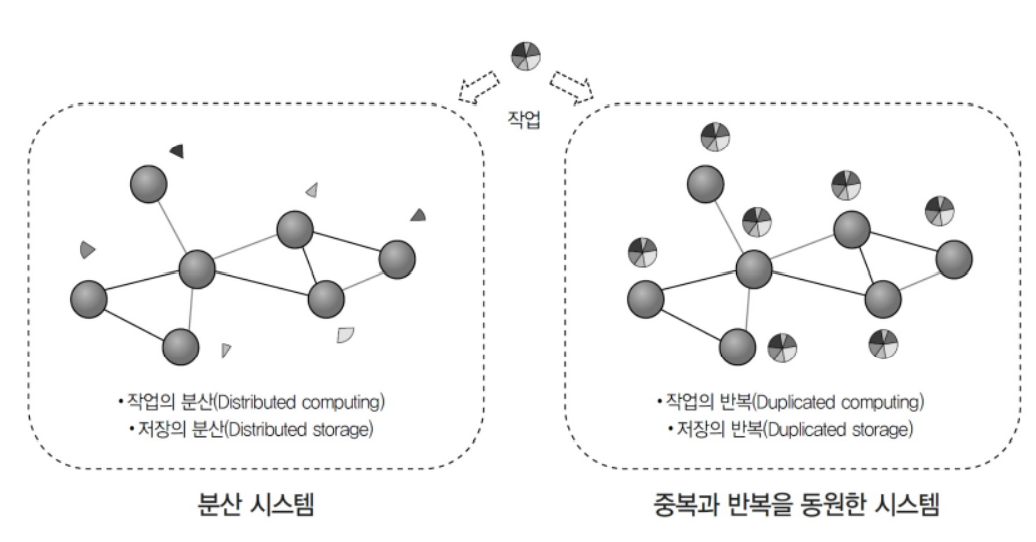 작업
• 작업의 분산(Distributed computing)
• 저장의 분산(Distributed storage)
분산 시스템
• 작업의 반복(Duplicated computing)
• 저장의 반복(Duplicated storage)
중복과 반복을 동원한 시스템